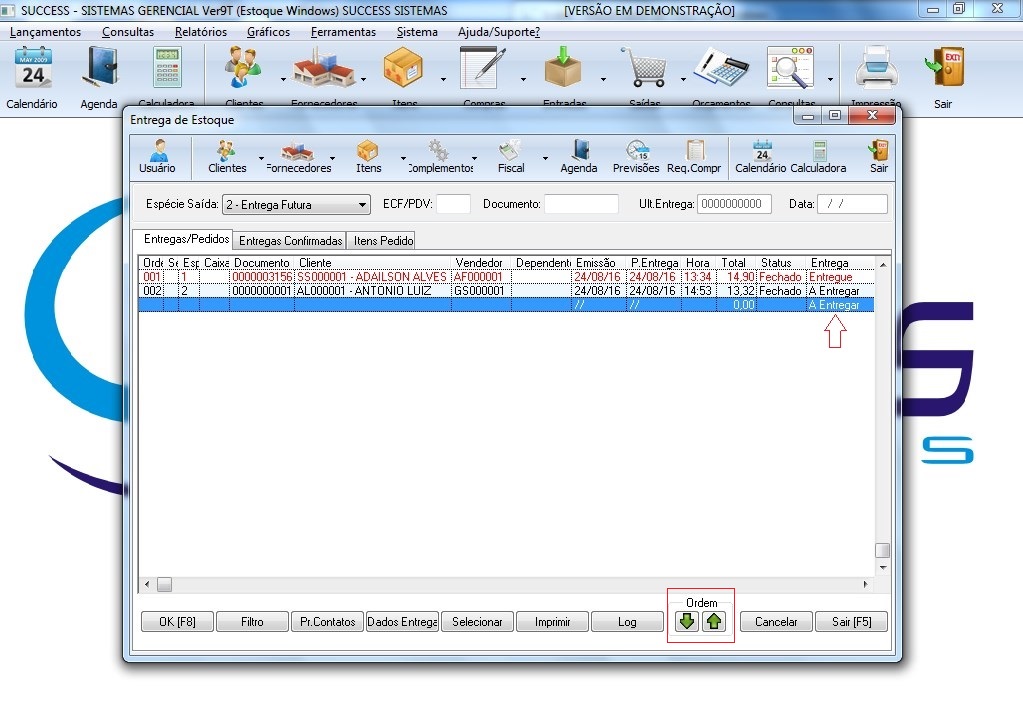 SUCCESS - SISTEMAS GERENCIAL Ver9T (Estoque Windows) SUCCESS SISTEMAS [VERSÃO EM DEMONSTRAÇÃO]
Lançamentos Consultas Relatórios Gráficos Ferramentas Sistema Ajuda/Suporte?
MAY 2009
24
EXIT
Calendário Agenda Calculadora Clientes Fornecedores Itens Compras Entradas Saídas Orçamentos Consultas Impressão Sair
Entrega de Estoque
24
15
EXIT
Usuário Clientes Fornecedores Itens Complementos Fiscal Agenda Previsões Req.Compr Calendário Calculadora Sair
Espécie Saída: 2 - Entrega Futura ECF/PDV: Documento: Ult.Entrega: 0000000000 Data: / /
Entregas/Pedidos Entregas Confirmadas Itens Pedido
Orde Se Esp Caixa Documento Cliente Vendedor Dependente Emissão P.Entrega Hora Total Status Entrega
001 1 0000003156 SS000001 - ADAILSON ALVES AF000001 24/08/16 24/08/16 13:34 14,90 Fechado Entregue
002 2 0000000001 AL000001 - ANTONIO LUIZ GS000001 24/08/16 24/08/16 14:53 13,32 Fechado A Entregar
// // 0,00 A Entregar
S
Ordem
OK [F8] Filtro Pr.Contatos Dados Entrega Selecionar Imprimir Log Cancelar Sair [F5]